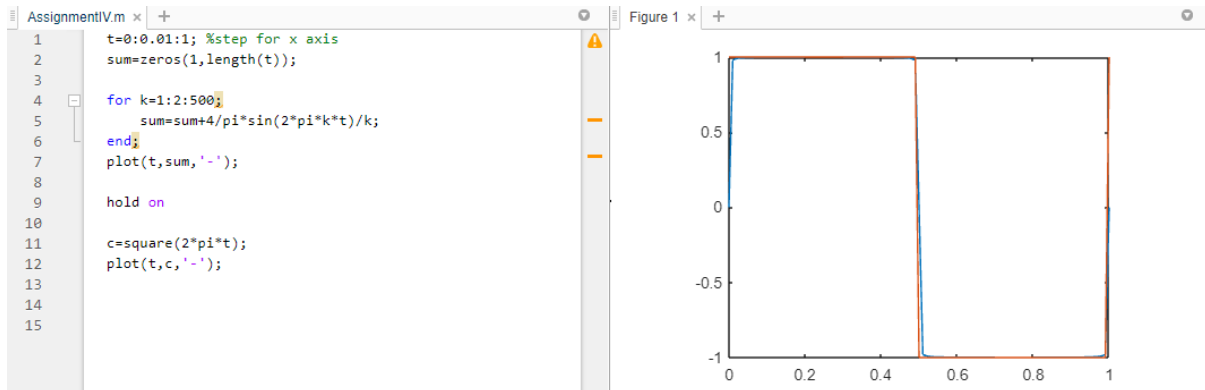 AssignmentIV.m × +
1 t=0:0.01:1; %step for x axis
2 sum=zeros(1,length(t));
3
4 for k=1:2:500;
5 sum=sum+4/pi*sin(2*pi*k*t)/k;
6 end;
7 plot(t,sum,'-');
8
9 hold on
10
11 c=square(2*pi*t);
12 plot(t,c,'-');
13
14
15
Figure 1 × +
1
0.5
0
-0.5
-1
0 0.2 0.4 0.6 0.8 1